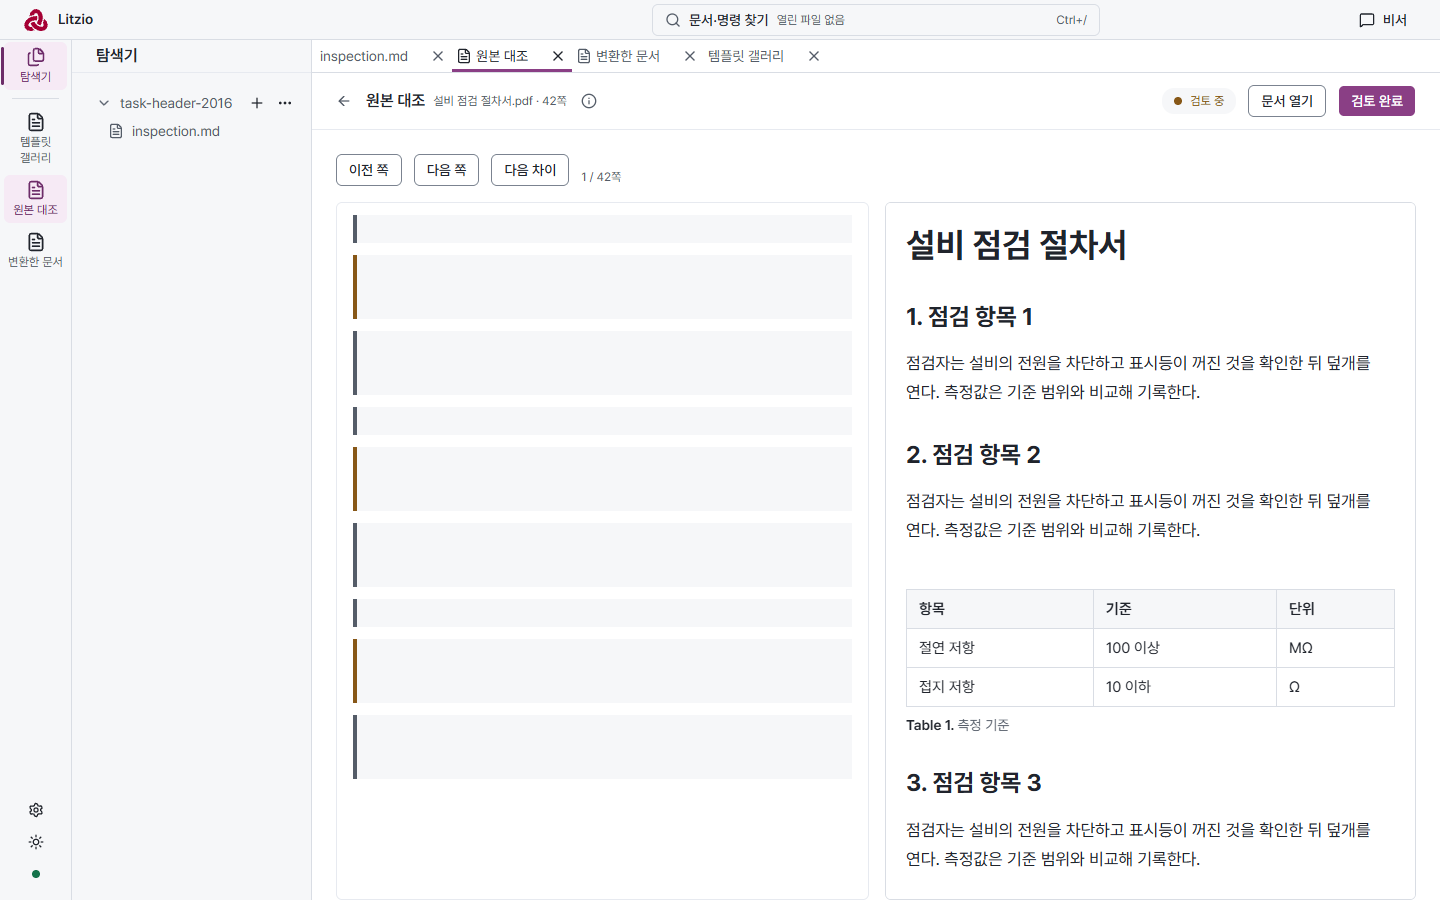 Litzio
문서·명령 찾기 열린 파일 없음 Ctrl+/
비서
탐색기
템플릿
갤러리
원본 대조
변환한 문서
탐색기
task-header-2016
inspection.md
inspection.md
원본 대조
변환한 문서
템플릿 갤러리
원본 대조 설비 점검 절차서.pdf · 42쪽
검토 중
문서 열기
검토 완료
이전 쪽
다음 쪽
다음 차이
1 / 42쪽
설비 점검 절차서
1. 점검 항목 1
점검자는 설비의 전원을 차단하고 표시등이 꺼진 것을 확인한 뒤 덮개를
연다. 측정값은 기준 범위와 비교해 기록한다.
2. 점검 항목 2
점검자는 설비의 전원을 차단하고 표시등이 꺼진 것을 확인한 뒤 덮개를
연다. 측정값은 기준 범위와 비교해 기록한다.
항목 기준 단위
절연 저항 100 이상 MΩ
접지 저항 10 이하 Ω
Table 1. 측정 기준
3. 점검 항목 3
점검자는 설비의 전원을 차단하고 표시등이 꺼진 것을 확인한 뒤 덮개를
연다. 측정값은 기준 범위와 비교해 기록한다.